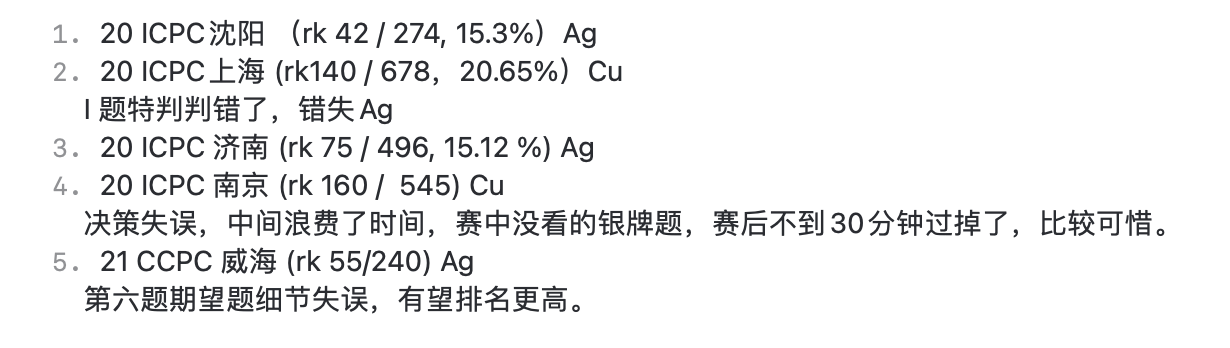 1. 20 ICPC沈阳 （rk 42 / 274, 15.3%）Ag
2. 20 ICPC上海 (rk140 / 678，20.65%）Cu
I 题特判判错了，错失Ag
3. 20 ICPC 济南 (rk 75 / 496, 15.12 %) Ag
4. 20 ICPC 南京 (rk 160 /  545) Cu
决策失误，中间浪费了时间，赛中没看的银牌题，赛后不到30分钟过掉了，比较可惜。
5. 21 CCPC 威海 (rk 55/240) Ag
第六题期望题细节失误，有望排名更高。